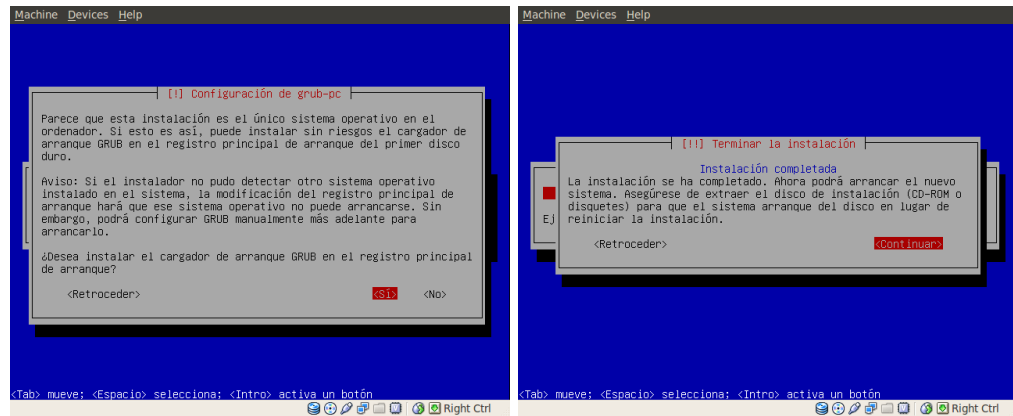 Machine Devices Help
[!] Configuración de grub-pc
Parece que esta instalación es el único sistema operativo en el
ordenador. Si esto es así, puede instalar sin riesgos el cargador de
arranque GRUB en el registro principal de arranque del primer disco
duro.
Aviso: Si el instalador no pudo detectar otro sistema operativo
instalado en el sistema, la modificación del registro principal de
arranque hará que ese sistema operativo no puede arrancarse. Sin
embargo, podrá configurar GRUB manualmente más adelante para
arrancarlo.
¿Desea instalar el cargador de arranque GRUB en el registro principal
de arranque?
<Retroceder> <Sí> <No>
<Tab> mueve; <Espacio> selecciona; <Intro> activa un botón
Right Ctrl
Machine Devices Help
[!!] Terminar la instalación
Instalación completada
La instalación se ha completado. Ahora podrá arrancar el nuevo
sistema. Asegúrese de extraer el disco de instalación (CD-ROM o
disquetes) para que el sistema arranque del disco en lugar de
Ej
reiniciar la instalación.
<Retroceder> <Continuar>
<Tab> mueve; <Espacio> selecciona; <Intro> activa un botón
Right Ctrl